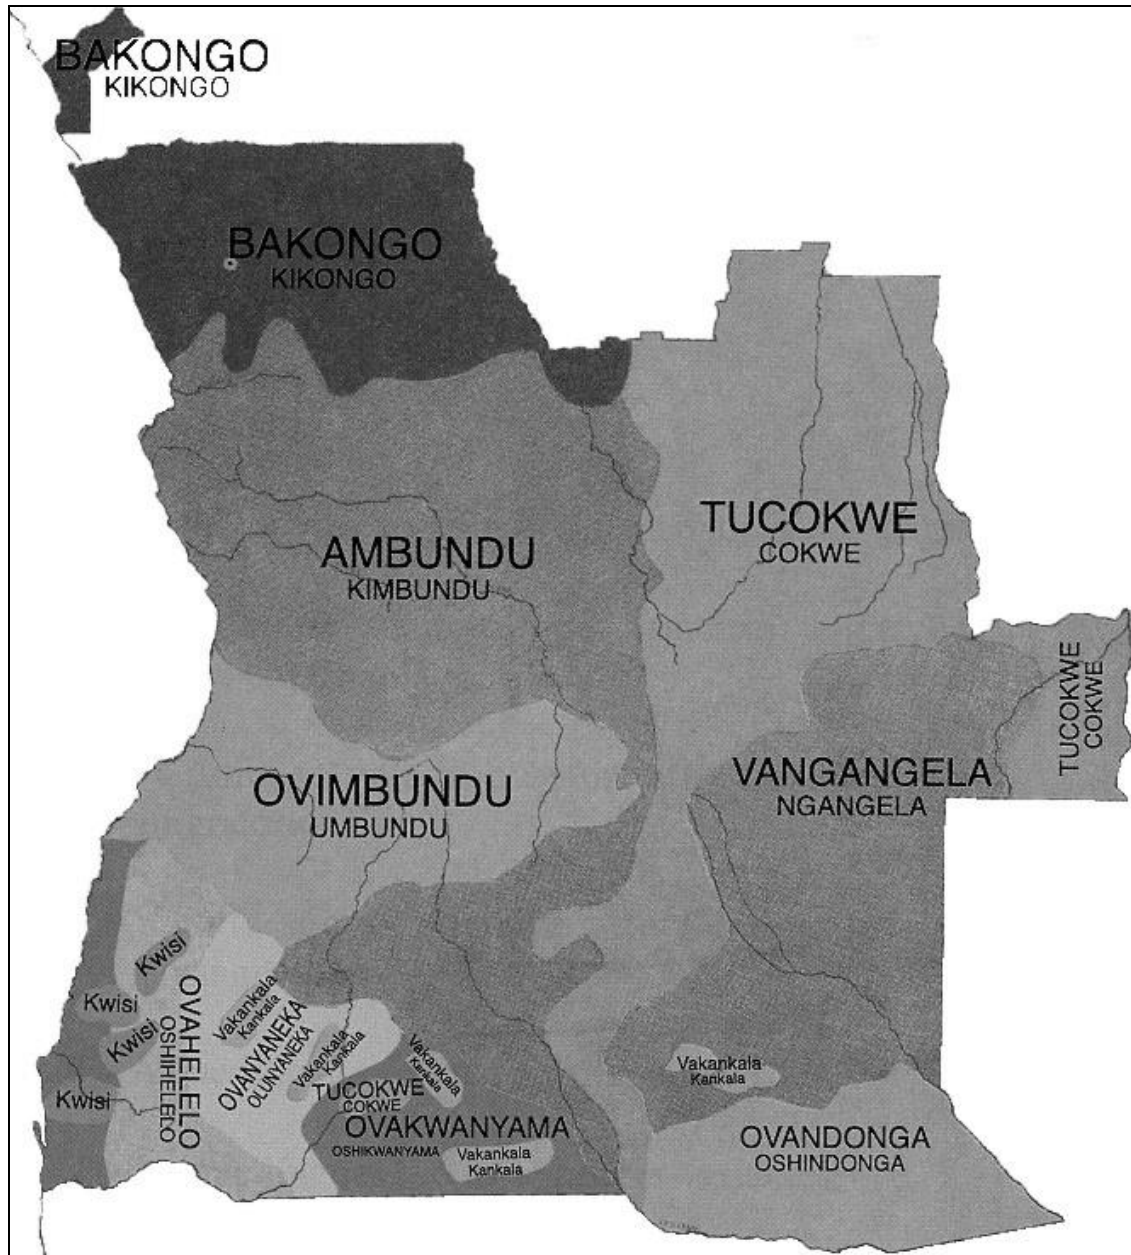 BAKONGO
KIKONGO
BAKONGO
KIKONGO
TUCOKWE
COKWE
AMBUNDU
KIMBUNDU
TUCOKWE
COKWE
VANGANGELA
NGANGELA
OVIMBUNDU
UMBUNDU
Kwisi
Kwisi
Kwisi
Kwisi
OVAHELELO
OSHIHELELO
Vakankala
Kankala
OVANYANEKA
OLUNYANEKA
Vakankala
Kankala
Vakankala
Kankala
TUCOKWE
COKWE
OVAKWANYAMA
OSHIKWANYAMA
Vakankala
Kankala
Vakankala
Kankala
OVANDONGA
OSHINDONGA